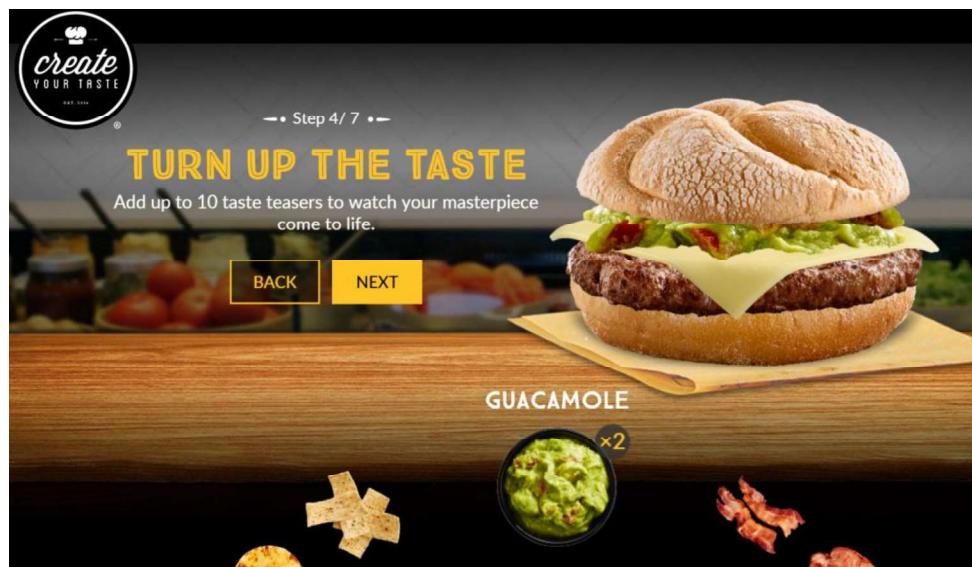 create
YOUR TASTE
®
Step 4/ 7
TURN UP THE TASTE
Add up to 10 taste teasers to watch your masterpiece
come to life.
BACK
NEXT
GUACAMOLE
×2